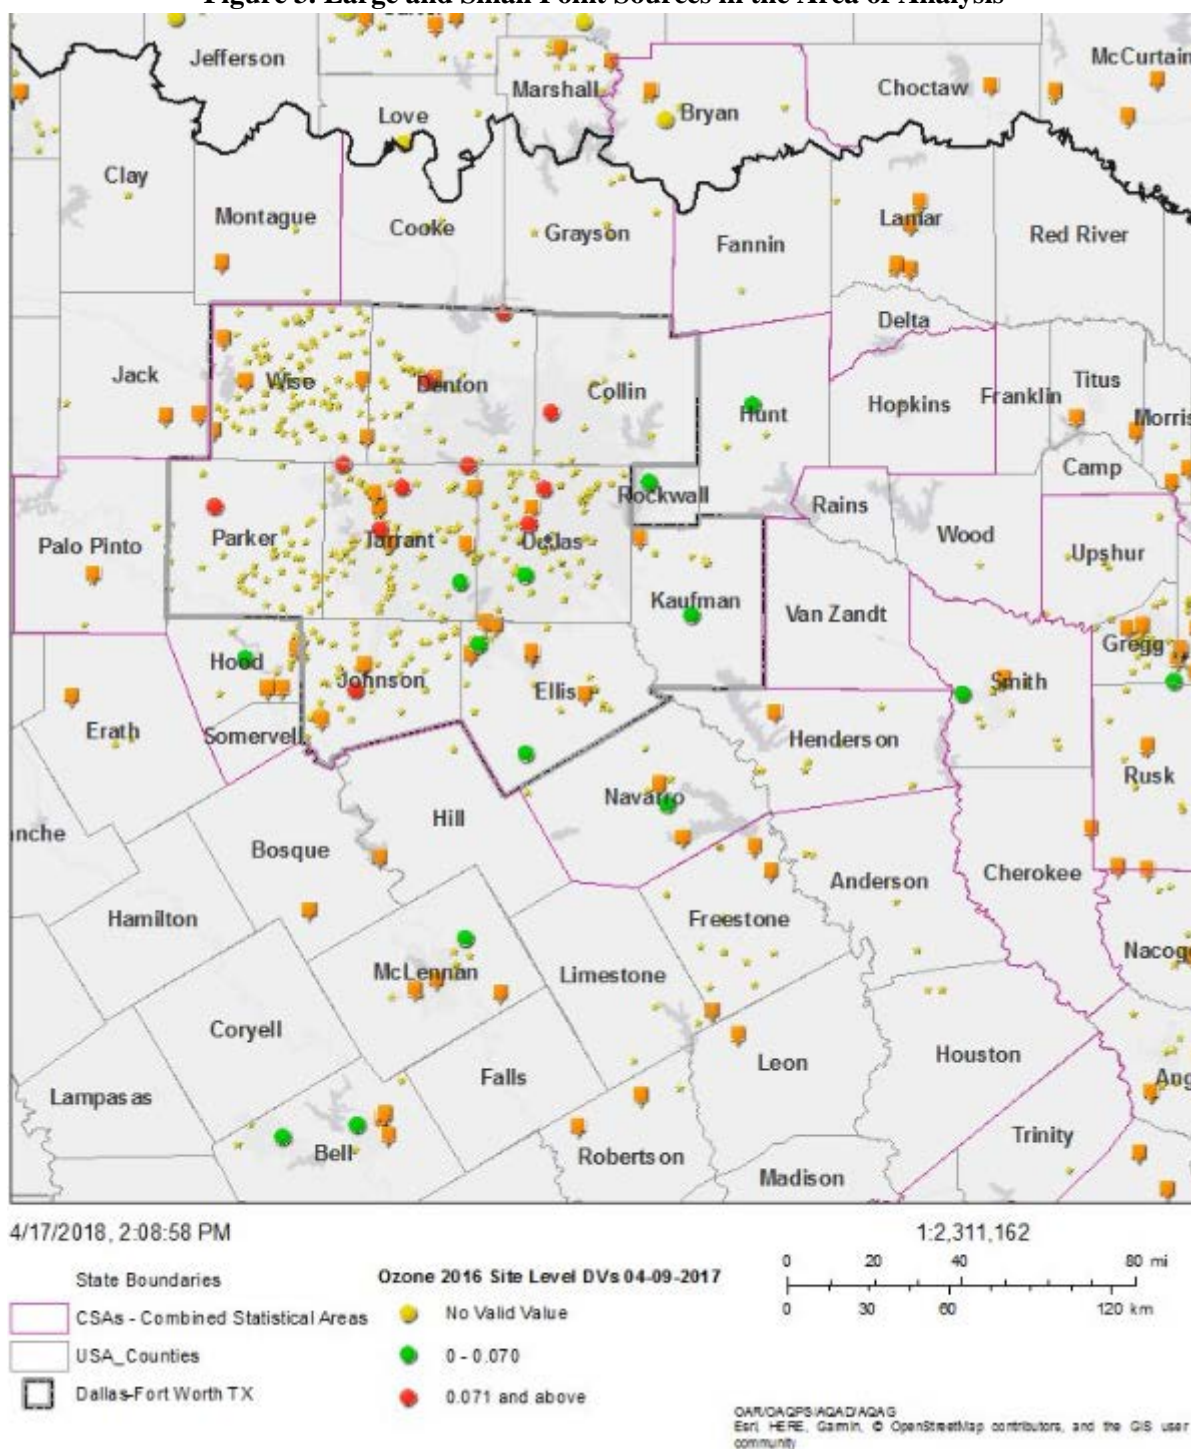 Figure 3. Large and Small Point Sources in the Area of Analysis
Jefferson
McCurtain
Marshall
Choctaw
Love
Bryan
Clay
Montague
Cooke
Grayson
Fannin
Lamar
Red River
Delta
Jack
Wise
Denton
Collin
Hunt
Hopkins
Franklin
Titus
Morris
Camp
Rockwall
Rains
Wood
Upshur
Palo Pinto
Parker
Tarrant
Dallas
Kaufman
Van Zandt
Gregg
Hood
Johnson
Ellis
Smith
Erath
Somervell
Henderson
Rusk
Navarro
Hill
nche
Bosque
Anderson
Cherokee
Hamilton
Freestone
Nacog
McLennan
Limestone
Coryell
Leon
Houston
Falls
Ang
Lampasas
Bell
Robertson
Trinity
Madison
4/17/2018, 2:08:58 PM
1:2,311,162
0 20 40 80 mi
0 30 60 120 km
State Boundaries
CSAs - Combined Statistical Areas
USA_Counties
Dallas-Fort Worth TX
Ozone 2016 Site Level DVs 04-09-2017
No Valid Value
0 - 0.070
0.071 and above
OAR/OAQPS/AQAD/AQAG
Esri, HERE, Garmin, © OpenStreetMap contributors, and the GIS user
community